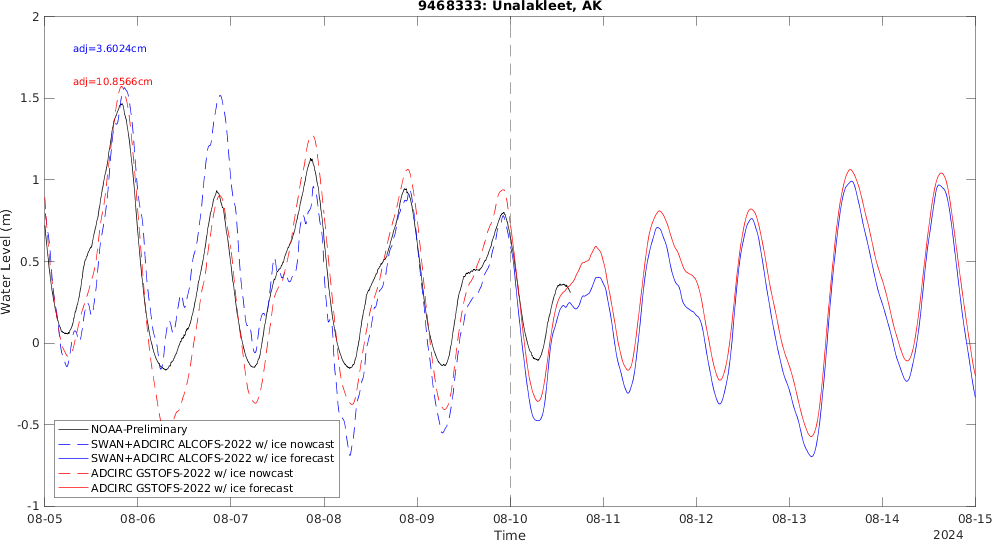 9468333: Unalakleet, AK
2
adj=3.6024cm
adj=10.8566cm
1.5
1
Water Level (m)
0.5
0
-0.5
-1
NOAA-Preliminary
SWAN+ADCIRC ALCOFS-2022 w/ ice nowcast
SWAN+ADCIRC ALCOFS-2022 w/ ice forecast
ADCIRC GSTOFS-2022 w/ ice nowcast
ADCIRC GSTOFS-2022 w/ ice forecast
08-05 08-06 08-07 08-08 08-09 08-10 08-11 08-12 08-13 08-14 08-15
Time
2024